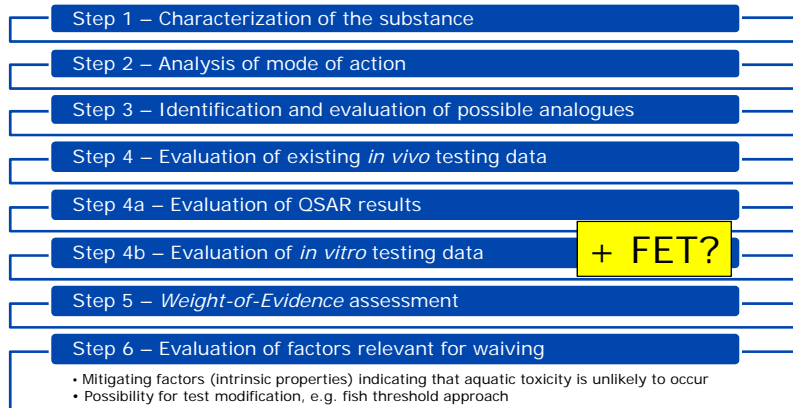 Step 1 – Characterization of the substance
Step 2 – Analysis of mode of action
Step 3 – Identification and evaluation of possible analogues
Step 4 – Evaluation of existing in vivo testing data
Step 4a – Evaluation of QSAR results
Step 4b – Evaluation of in vitro testing data
+ FET?
Step 5 – Weight-of-Evidence assessment
Step 6 – Evaluation of factors relevant for waiving
• Mitigating factors (intrinsic properties) indicating that aquatic toxicity is unlikely to occur
• Possibility for test modification, e.g. fish threshold approach